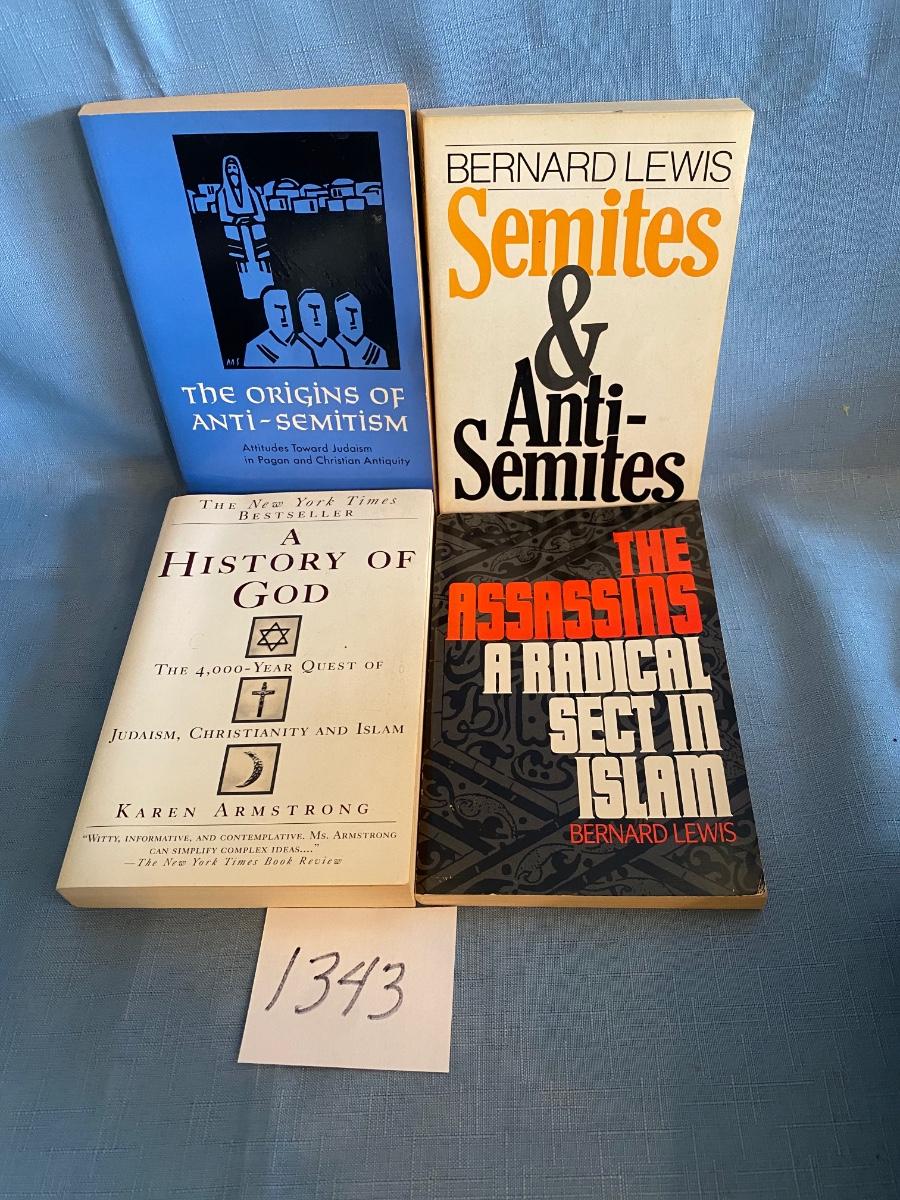 THE ORIGINS OF
ANTI-SEMITISM
Attitudes Toward Judaism
in Pagan and Christian Antiquity
BERNARD LEWIS
Semites
&
Anti-
Semites
THE New York Times
BESTSELLER
A
HISTORY OF
GOD
THE 4,000-YEAR QUEST OF
JUDAISM, CHRISTIANITY AND ISLAM
KAREN ARMSTRONG
"WITTY, INFORMATIVE, AND CONTEMPLATIVE. MS. ARMSTRONG
CAN SIMPLIFY COMPLEX IDEAS...."
—The New York Times Book Review
THE
ASSASSINS
A RADICAL
SECT IN
ISLAM
BERNARD LEWIS
1343